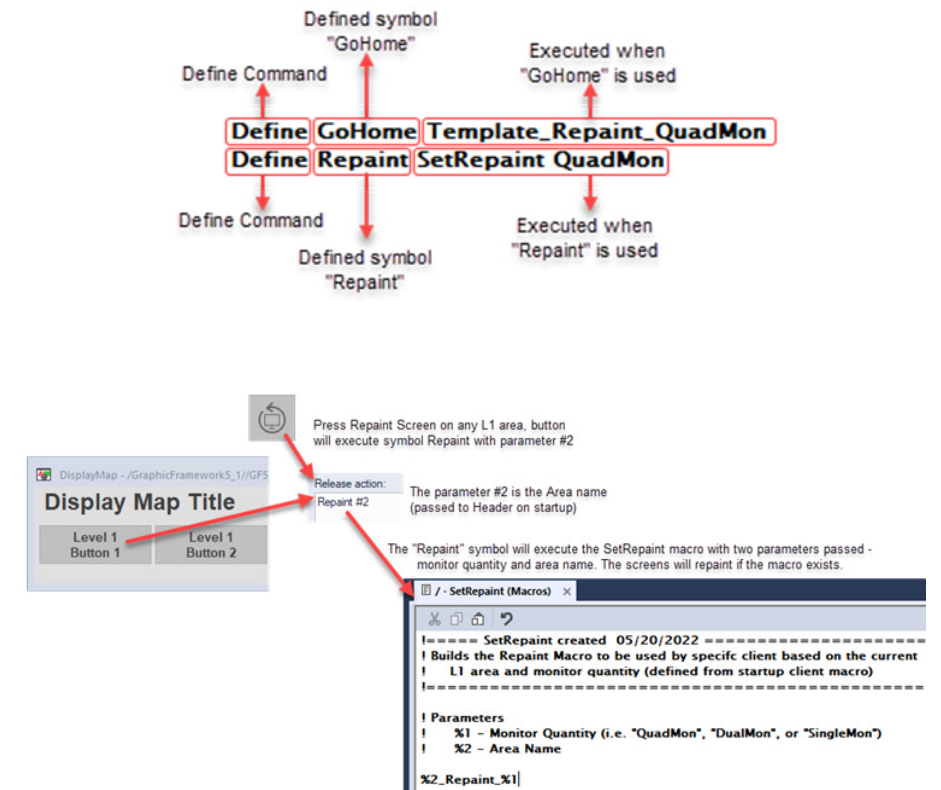 Defined symbol
"GoHome"
Executed when
"GoHome" is used
Define Command
Define GoHome Template_Repaint_QuadMon
Define Repaint SetRepaint QuadMon
Define Command
Executed when
"Repaint" is used
Defined symbol
"Repaint"
Press Repaint Screen on any L1 area, button
will execute symbol Repaint with parameter #2
DisplayMap - /GraphicFramework5_1//GF5
Display Map Title
Level 1
Button 1
Level 1
Button 2
Release action:
Repaint #2
The parameter #2 is the Area name
(passed to Header on startup)
The "Repaint" symbol will execute the SetRepaint macro with two parameters passed -
monitor quantity and area name. The screens will repaint if the macro exists.
/ - SetRepaint (Macros) ×
!===== SetRepaint created 05/20/2022 ======================
! Builds the Repaint Macro to be used by specifc client based on the current
! L1 area and monitor quantity (defined from startup client macro)
!==================================================
! Parameters
! %1 - Monitor Quantity (i.e. "QuadMon", "DualMon", or "SingleMon")
! %2 - Area Name
%2_Repaint_%1